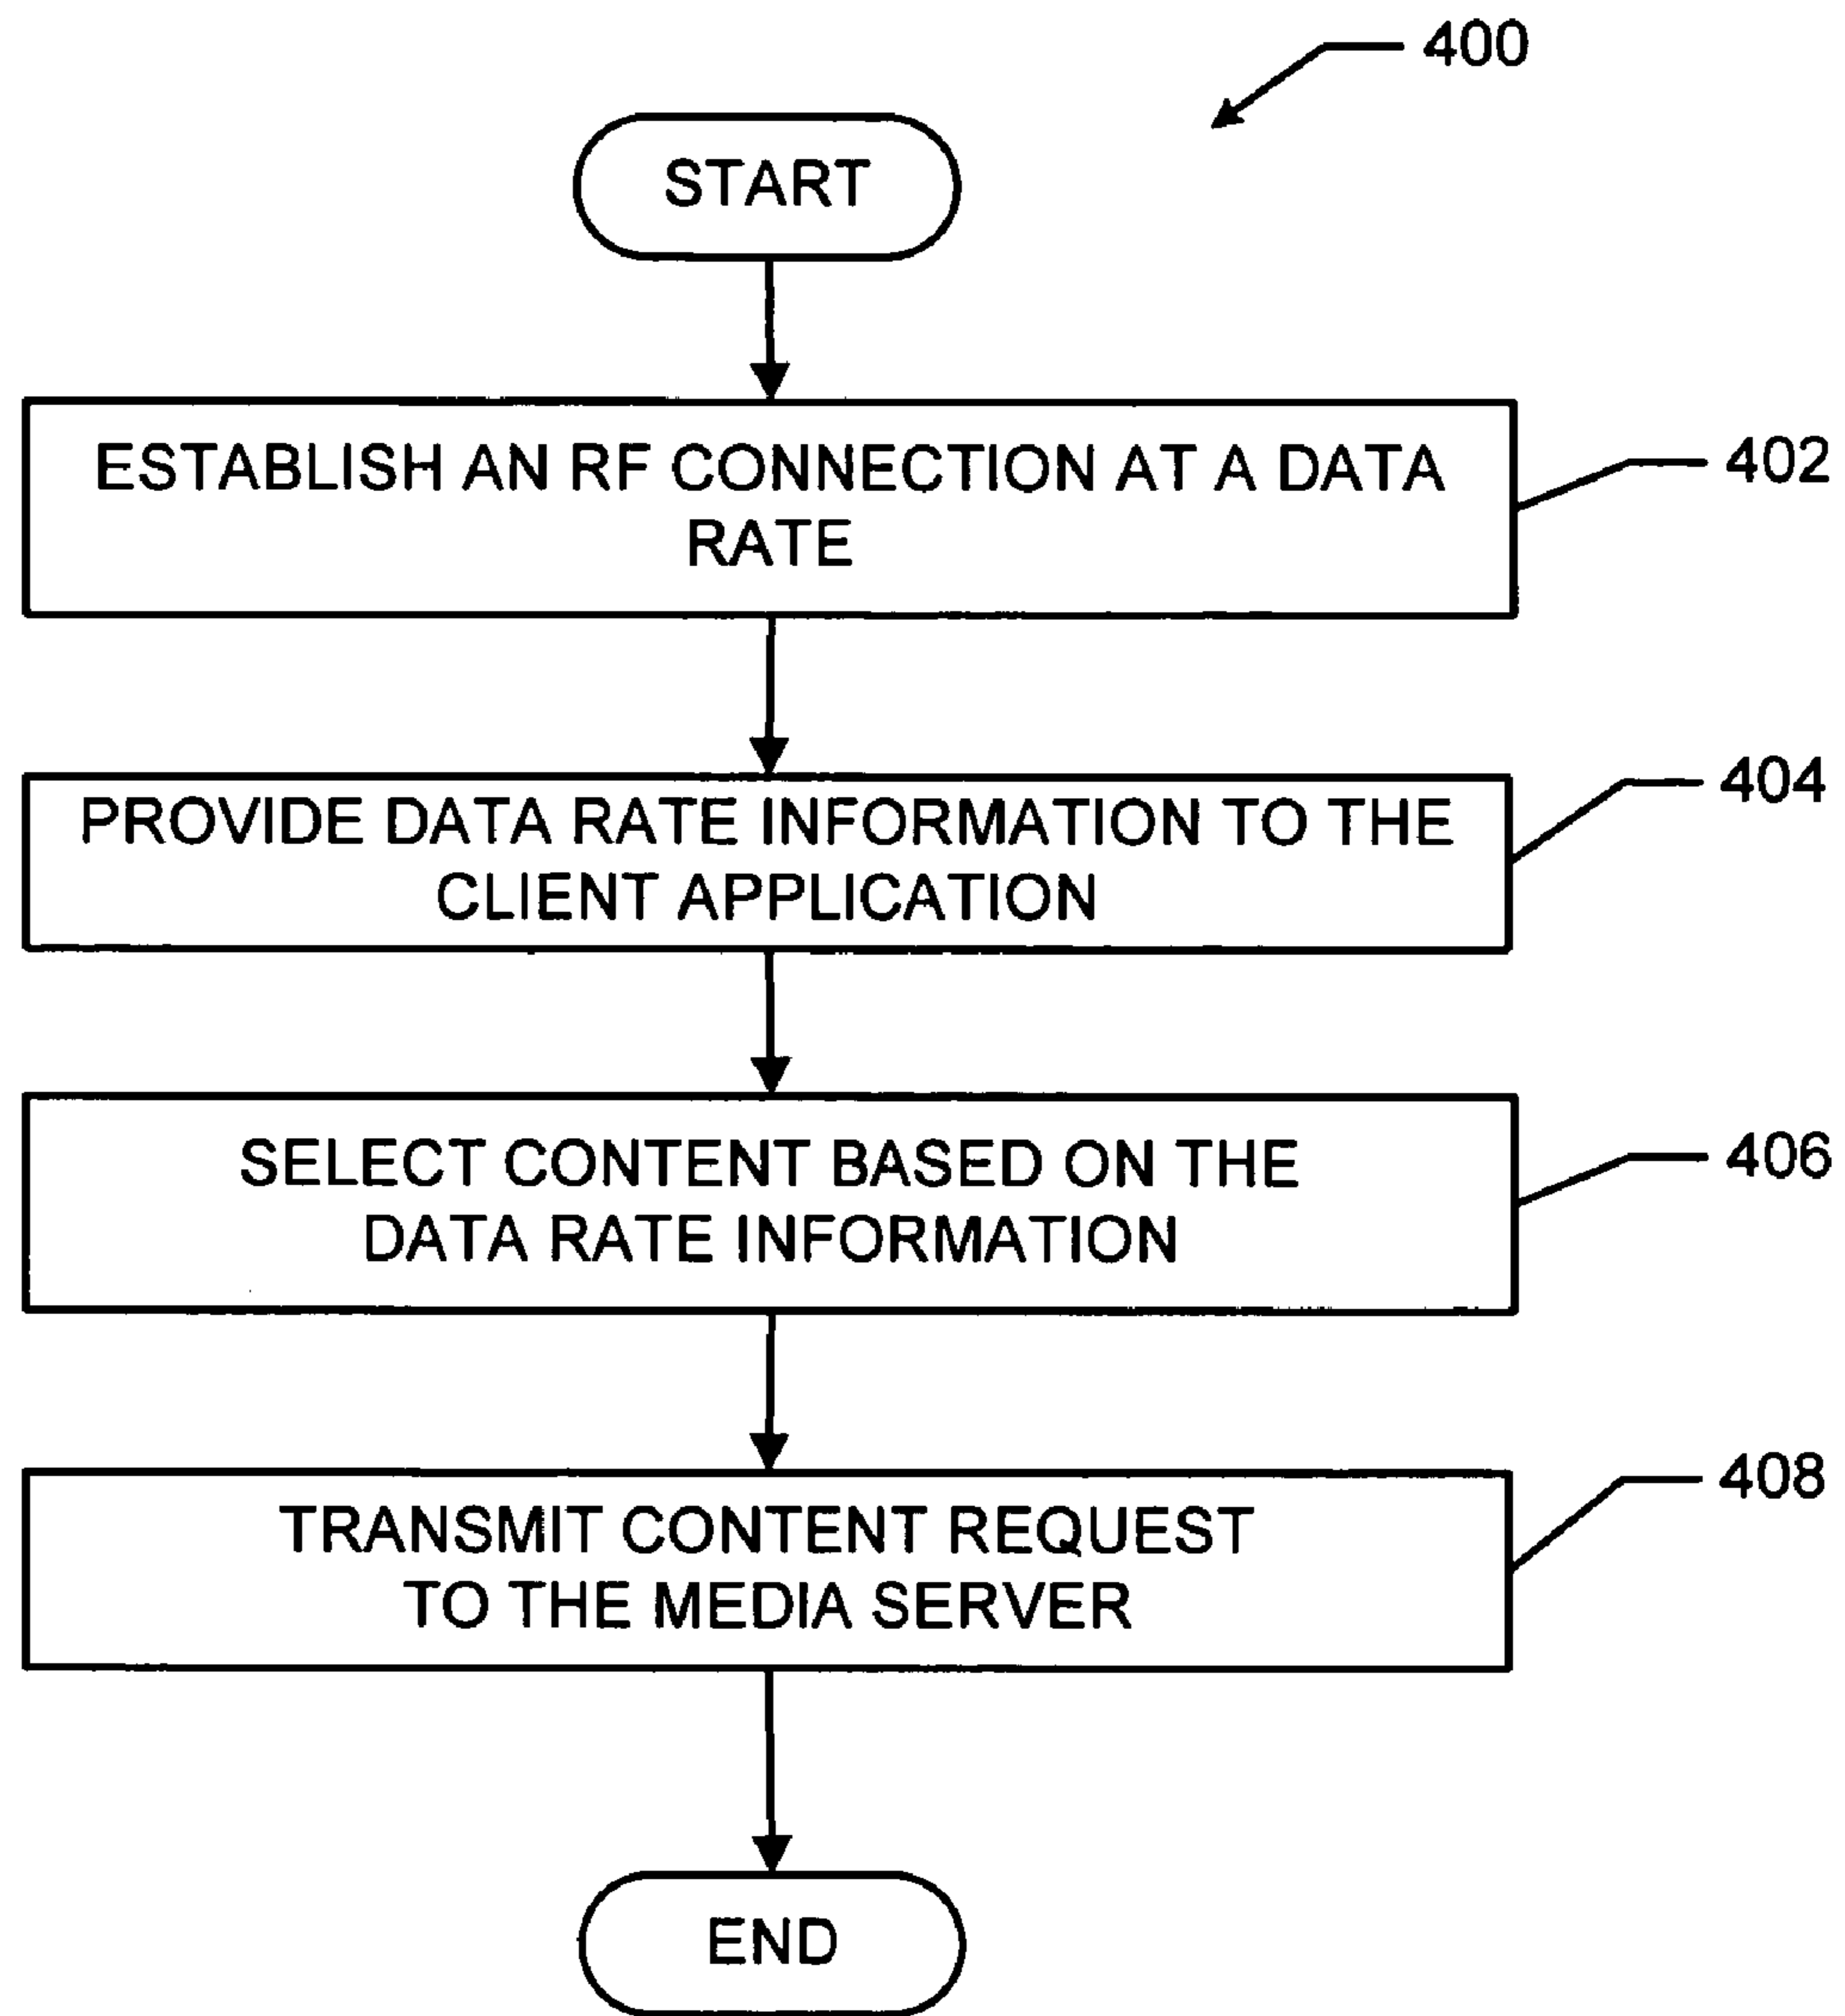 400
START
ESTABLISH AN RF CONNECTION AT A DATA
RATE
402
PROVIDE DATA RATE INFORMATION TO THE
CLIENT APPLICATION
404
SELECT CONTENT BASED ON THE
DATA RATE INFORMATION
406
TRANSMIT CONTENT REQUEST
TO THE MEDIA SERVER
408
END